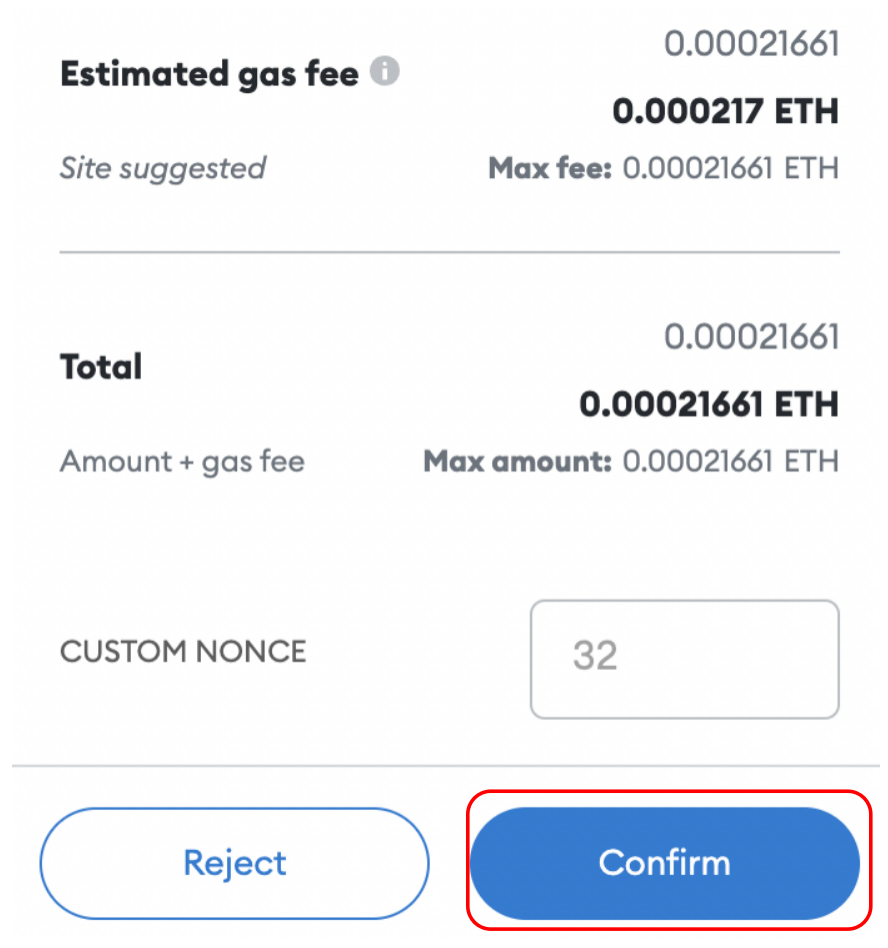 0.00021661
Estimated gas fee
0.000217 ETH
Site suggested
Max fee: 0.00021661 ETH
0.00021661
Total
0.00021661 ETH
Amount + gas fee
Max amount: 0.00021661 ETH
CUSTOM NONCE
32
Reject
Confirm